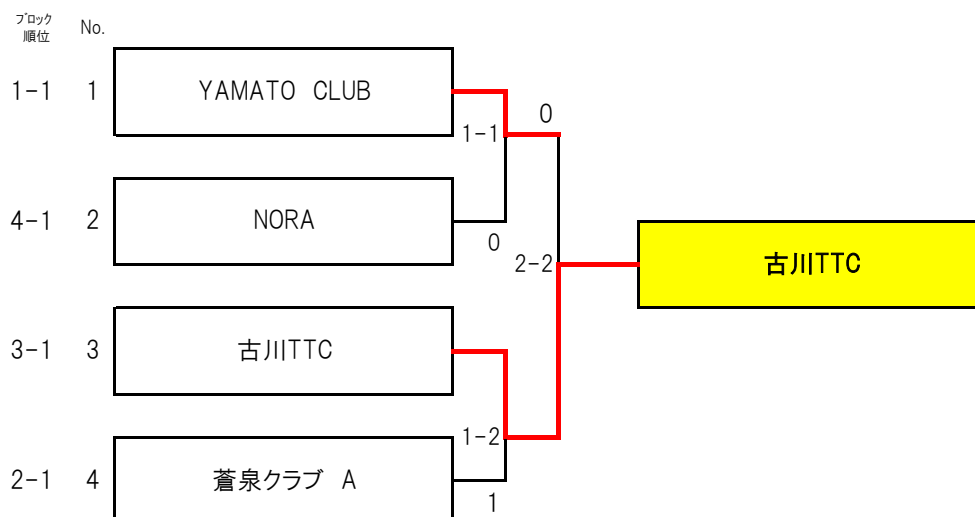 ブロック
順位
No.
1-1 1 YAMATO CLUB
0
1-1
4-1 2 NORA
0
2-2
古川TTC
3-1 3 古川TTC
1-2
2-1 4 蒼泉クラブ A
1